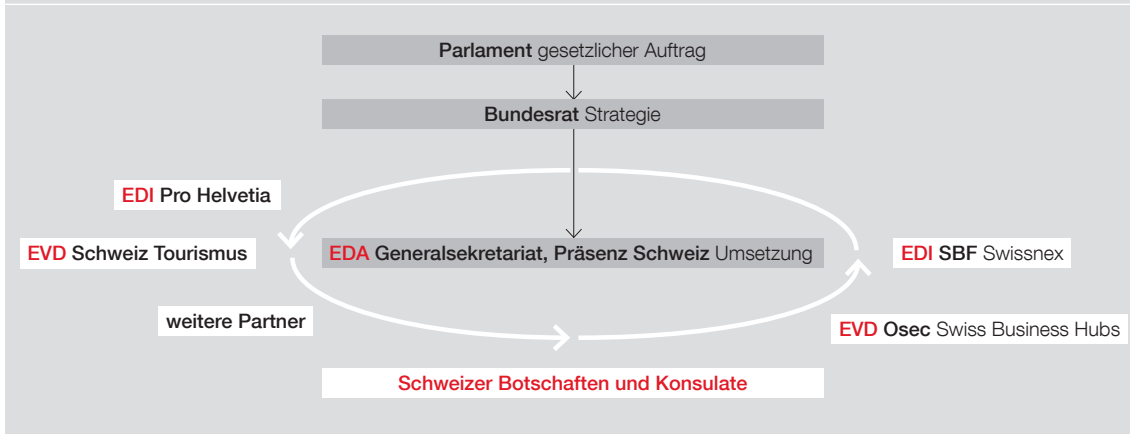 Parlament gesetzlicher Auftrag
Bundesrat Strategie
EDI Pro Helvetia
EVD Schweiz Tourismus
EDA Generalsekretariat, Präsenz Schweiz Umsetzung
EDI SBF Swissnex
weitere Partner
EVD Osec Swiss Business Hubs
Schweizer Botschaften und Konsulate